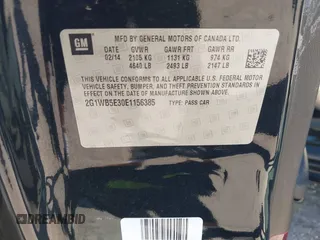 GM
MFD BY GENERAL MOTORS OF CANADA LTD.
DATE GVWR GAWR FRT GAWR RR
02/14 2105 KG 1131 KG 974 KG
4640 LB 2493 LB 2147 LB
THIS VEHICLE CONFORMS TO ALL APPLICABLE U.S. FEDERAL MOTOR
VEHICLE SAFETY, BUMPER, AND THEFT PREVENTION STANDARDS
IN EFFECT ON THE DATE OF MANUFACTURE SHOWN ABOVE.
2G1WB5E30E1156385 TYPE: PASS CAR
DREAMBID